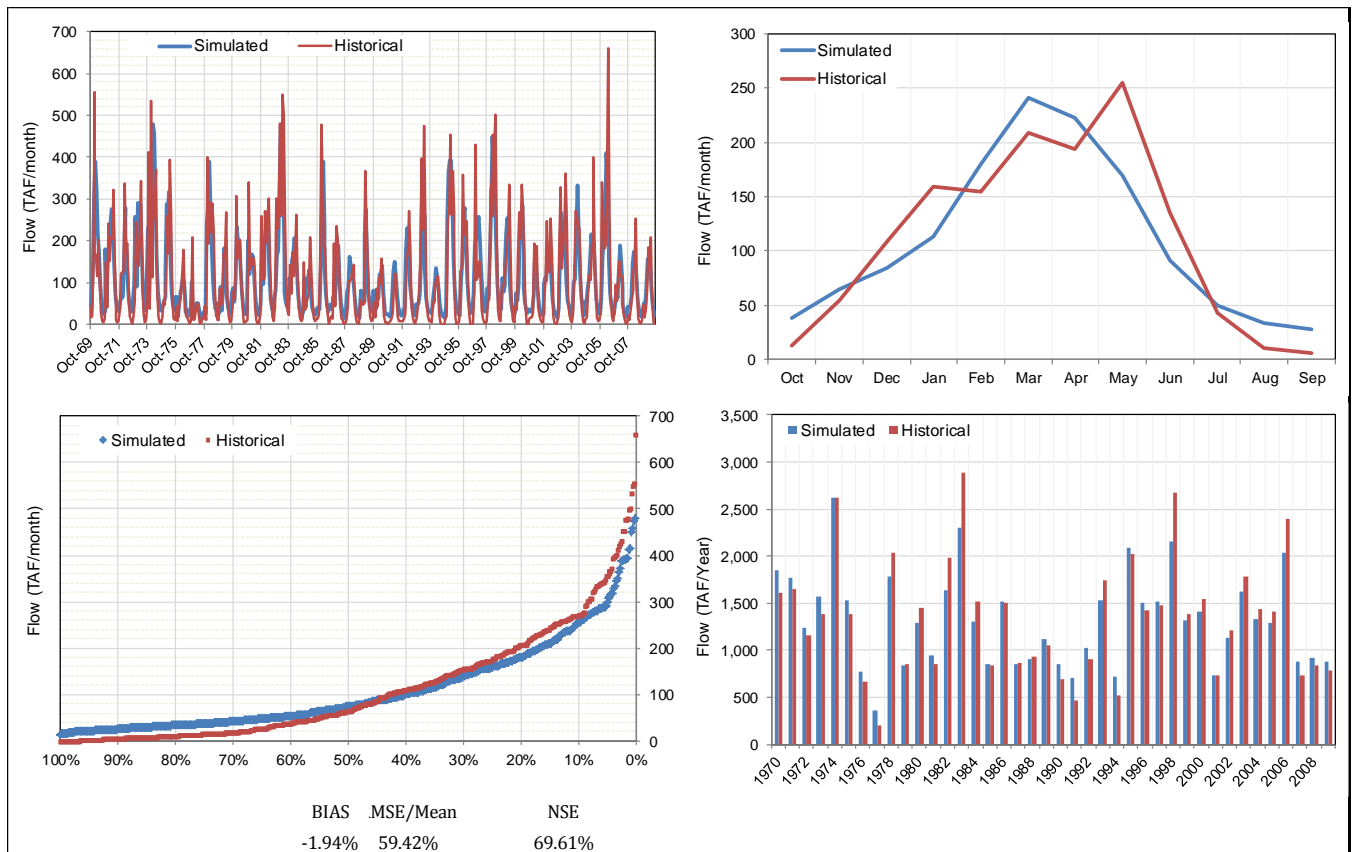 700
600
500
400
300
200
100
0
Flow (TAF/month)
Simulated
Historical
Oct-69
Oct-71
Oct-73
Oct-75
Oct-77
Oct-79
Oct-81
Oct-83
Oct-85
Oct-87
Oct-89
Oct-91
Oct-93
Oct-95
Oct-97
Oct-99
Oct-01
Oct-03
Oct-05
Oct-07
300
250
200
150
100
50
0
Flow (TAF/month)
Simulated
Historical
Oct Nov Dec Jan Feb Mar Apr May Jun Jul Aug Sep
Flow (TAF/month)
Simulated Historical
700
600
500
400
300
200
100
0
100% 90% 80% 70% 60% 50% 40% 30% 20% 10% 0%
BIAS .MSE/Mean NSE
-1.94% 59.42% 69.61%
3,500
3,000
2,500
2,000
1,500
1,000
500
0
Flow (TAF/Year)
Simulated Historical
1970
1972
1974
1976
1978
1980
1982
1984
1986
1988
1990
1992
1994
1996
1998
2000
2002
2004
2006
2008